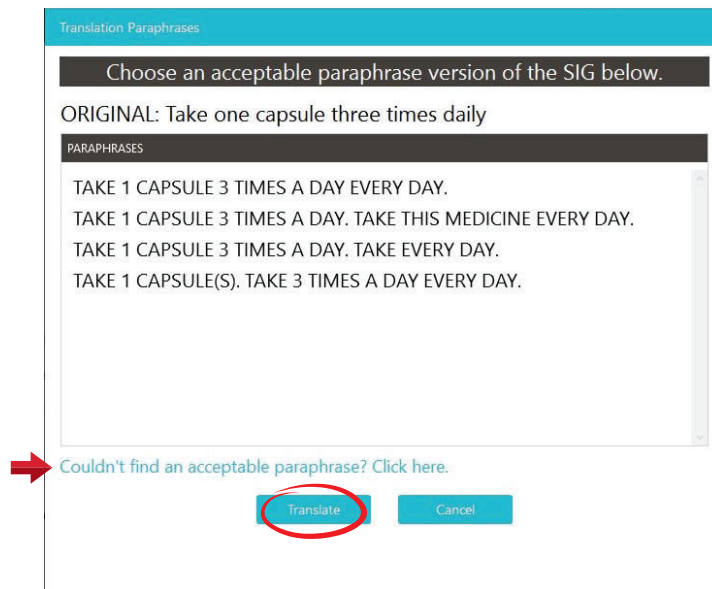 Translation Paraphrases
Choose an acceptable paraphrase version of the SIG below.
ORIGINAL: Take one capsule three times daily
PARAPHRASES
TAKE 1 CAPSULE 3 TIMES A DAY EVERY DAY.
TAKE 1 CAPSULE 3 TIMES A DAY. TAKE THIS MEDICINE EVERY DAY.
TAKE 1 CAPSULE 3 TIMES A DAY. TAKE EVERY DAY.
TAKE 1 CAPSULE(S). TAKE 3 TIMES A DAY EVERY DAY.
Couldn't find an acceptable paraphrase? Click here.
Translate Cancel